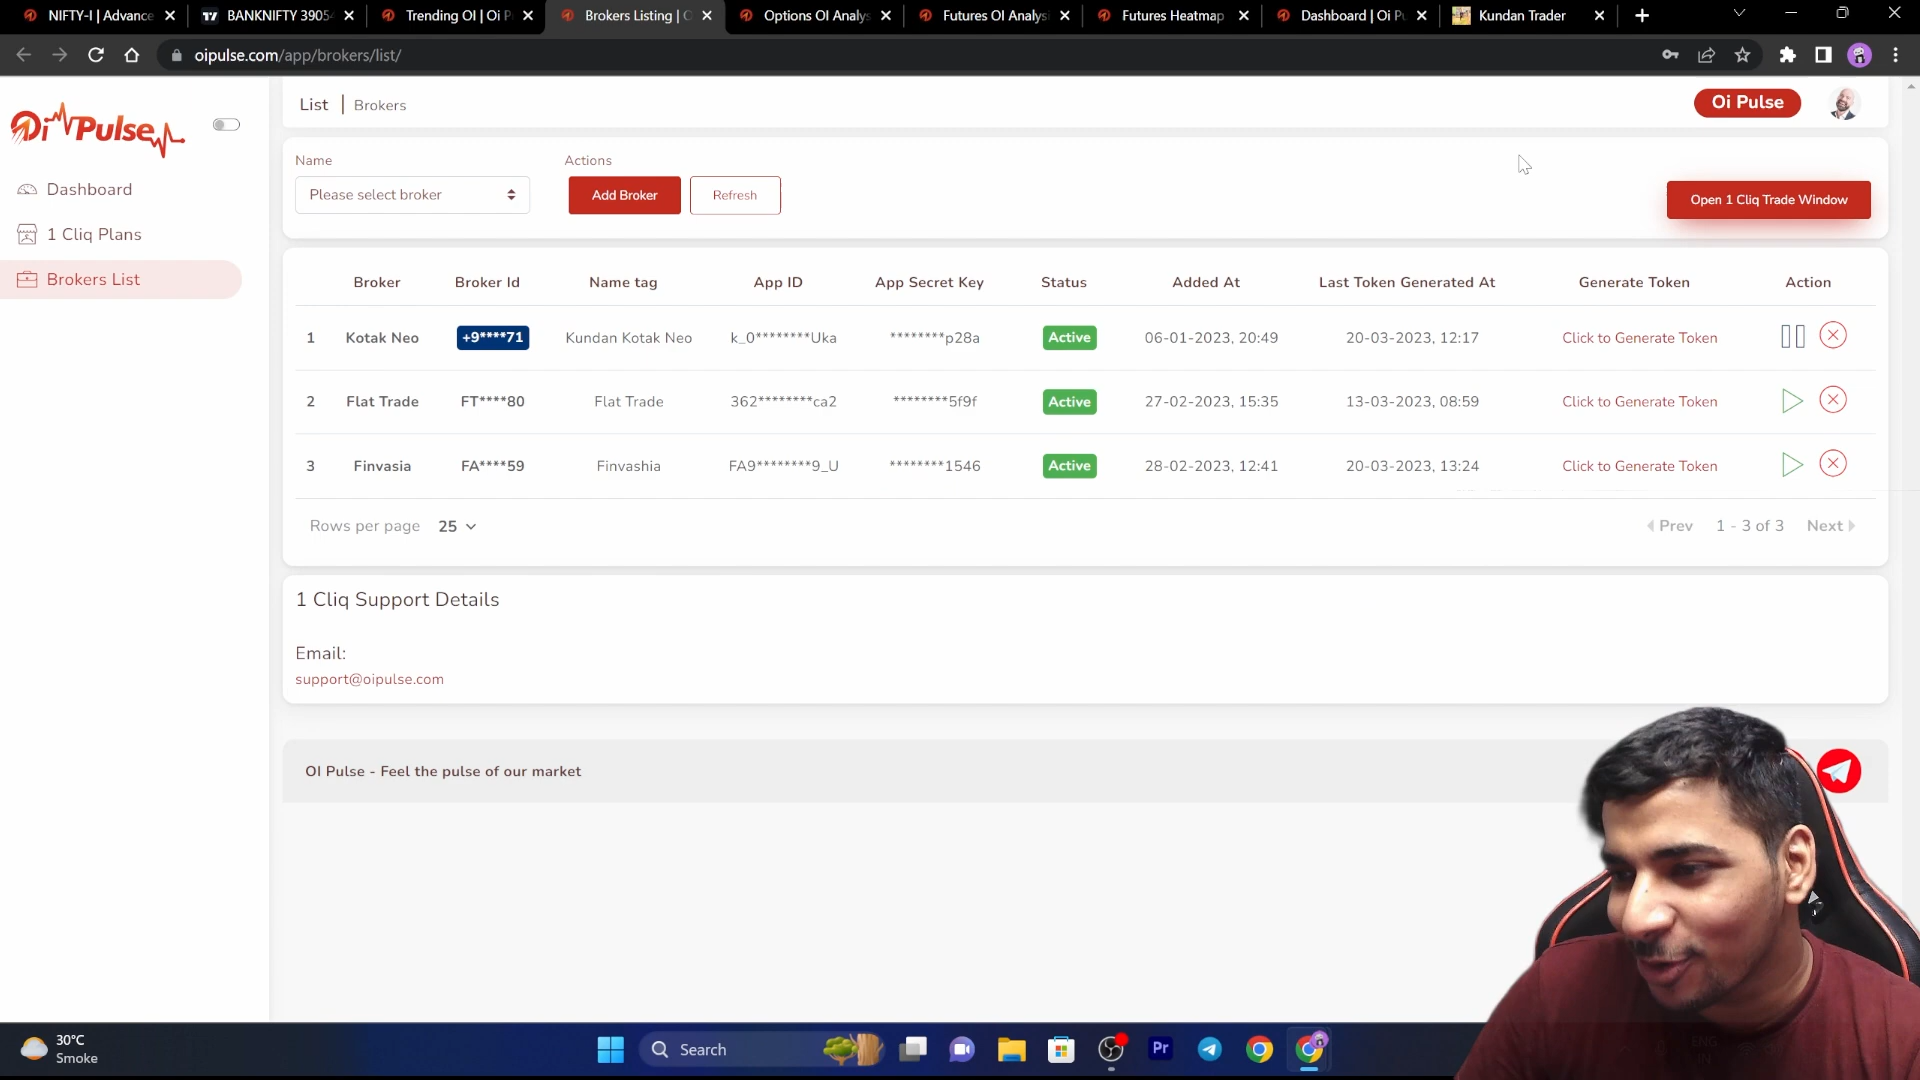 NIFTY-I | Advance
BANKNIFTY 3905
Trending OI | Oi P
Brokers Listing | O
Options OI Analys
Futures OI Analys
Futures Heatmap
Dashboard | Oi Pu
Kundan Trader
oipulse.com/app/brokers/list/
Oi Pulse
Dashboard
1 Cliq Plans
Brokers List
List | Brokers
Oi Pulse
Name
Actions
Please select broker
Add Broker
Refresh
Open 1 Cliq Trade Window
Broker Broker Id Name tag App ID App Secret Key Status Added At Last Token Generated At Generate Token Action
1 Kotak Neo +9****71 Kundan Kotak Neo k_0********Uka ********p28a Active 06-01-2023, 20:49 20-03-2023, 12:17 Click to Generate Token
2 Flat Trade FT****80 Flat Trade 362********ca2 ********5f9f Active 27-02-2023, 15:35 13-03-2023, 08:59 Click to Generate Token
3 Finvasia FA****59 Finvashia FA9********9_U ********1546 Active 28-02-2023, 12:41 20-03-2023, 13:24 Click to Generate Token
Rows per page 25
Prev 1 - 3 of 3 Next
1 Cliq Support Details
Email:
support@oipulse.com
OI Pulse - Feel the pulse of our market
30°C
Smoke
Search
Pr
ENG
IN